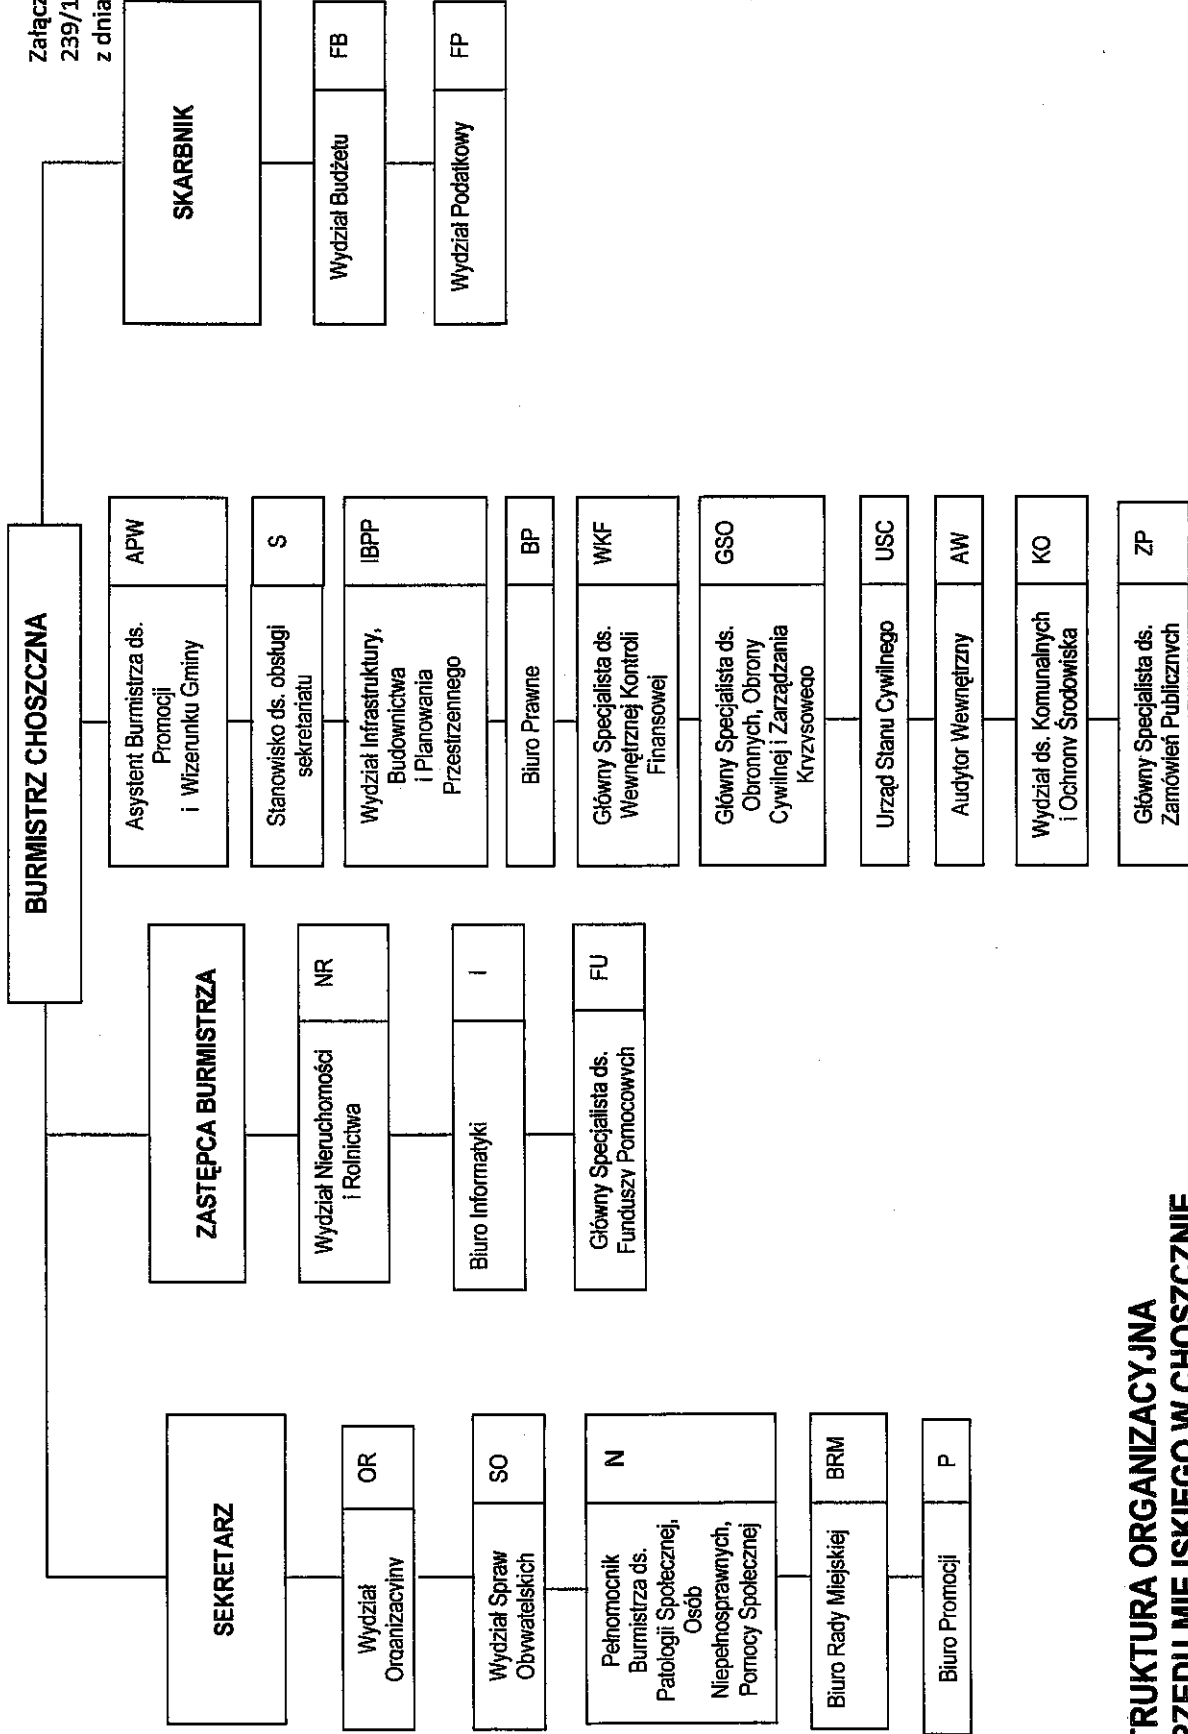 Załącz
239/1
z dnia
BURMISTRZ CHOSZCZNA
SEKRETARZ
Wydział
Organizacyjny
OR
Wydział Spraw
Obywatelskich
SO
Pełnomocnik
Burmistrza ds.
Patologii Społecznej,
Osób
Niepełnosprawnych,
Pomocy Społecznej
N
Biuro Rady Miejskiej
BRM
Biuro Promocji
P
ZASTĘPCA BURMISTRZA
Wydział Nieruchomości
i Rolnictwa
NR
Biuro Informatyki
I
Główny Specjalista ds.
Funduszy Pomocowych
FU
Asystent Burmistrza ds.
Promocji
i Wizerunku Gminy
APW
Stanowisko ds. obsługi
sekretariatu
S
Wydział Infrastruktury,
Budownictwa
i Planowania
Przestrzennego
IBPP
Biuro Prawne
BP
Główny Specjalista ds.
Wewnętrznej Kontroli
Finansowej
WKF
Główny Specjalista ds.
Obronnych, Obrony
Cywilnej i Zarządzania
Kryzysowego
GSO
Urząd Stanu Cywilnego
USC
Audytor Wewnętrzny
AW
Wydział ds. Komunalnych
i Ochrony Środowiska
KO
Główny Specjalista ds.
Zamówień Publicznych
ZP
SKARBNIK
Wydział Budżetu
FB
Wydział Podatkowy
FP
TRUKTURA ORGANIZACYJNA
RZĘDU MIEJSKIEGO W CHOSZCZNIE